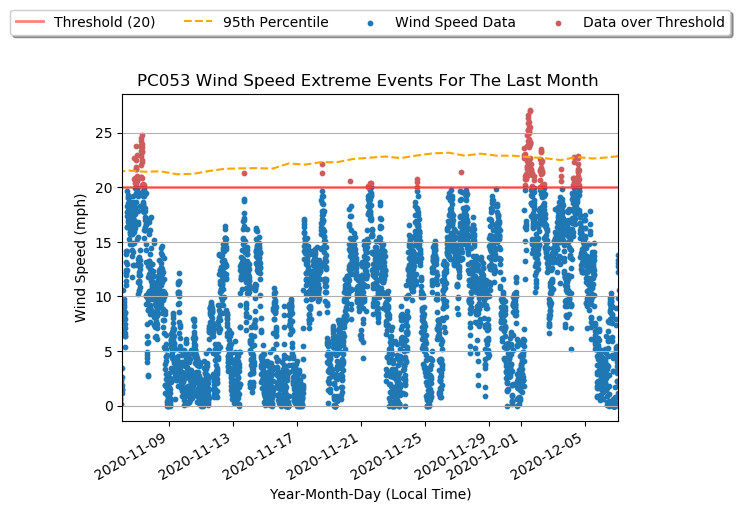 Threshold (20) 95th Percentile Wind Speed Data Data over Threshold
PC053 Wind Speed Extreme Events For The Last Month
25
20
15
10
5
0
Wind Speed (mph)
2020-11-09 2020-11-13 2020-11-17 2020-11-21 2020-11-25 2020-11-29 2020-12-01 2020-12-05
Year-Month-Day (Local Time)